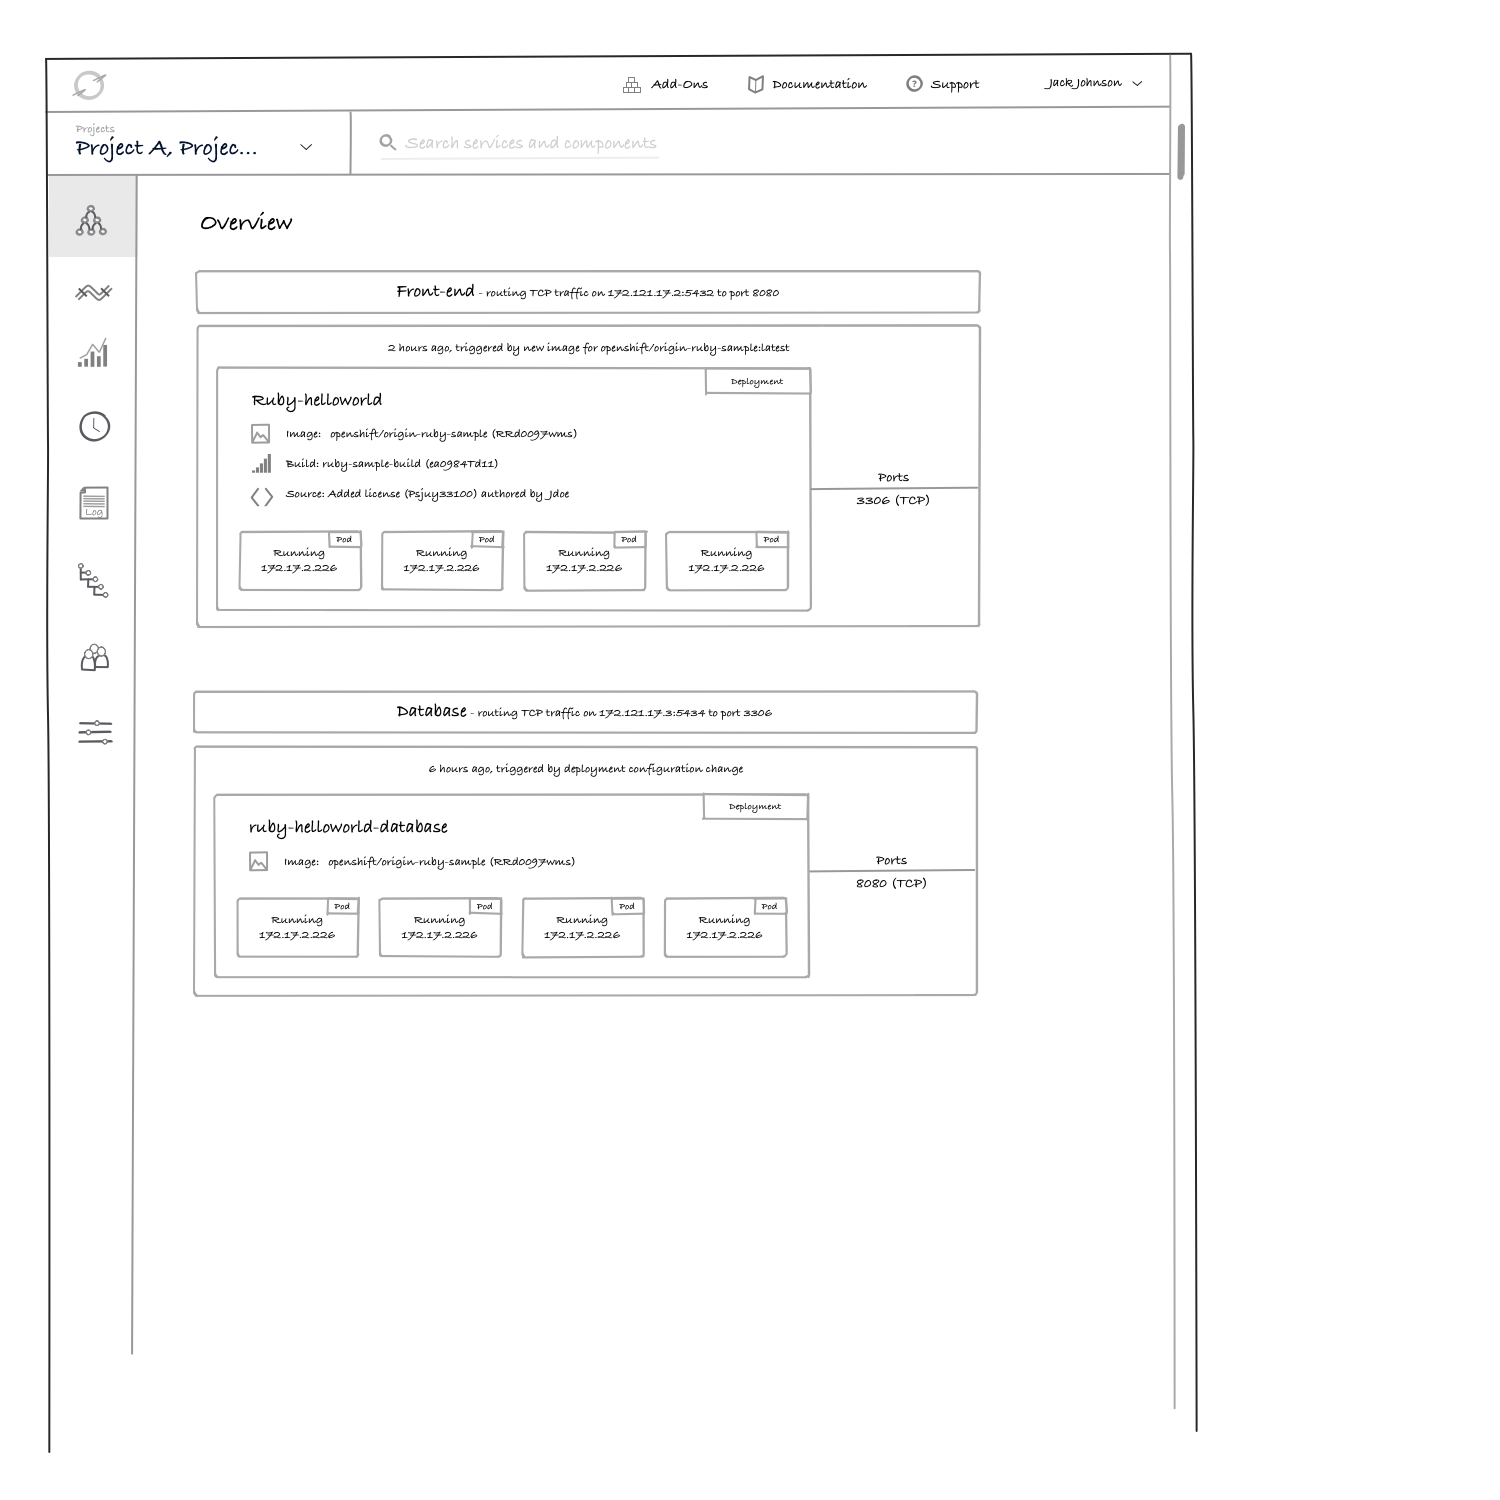 Add-Ons
Documentation
Support
Jack Johnson
Projects
Project A, Projec...
Search services and components
Overview
Front-end - routing TCP traffic on 172.121.17.2:5432 to port 8080
2 hours ago, triggered by new image for openshift/origin-ruby-sample:latest
Deployment
Ruby-helloworld
Image: openshift/origin-ruby-sample (RRd0097wms)
Build: ruby-sample-build (ea0984Td11)
Source: Added license (Psjuy33100) authored by Jdoe
Ports
3306 (TCP)
Pod
Running
172.17.2.226
Pod
Running
172.17.2.226
Pod
Running
172.17.2.226
Pod
Running
172.17.2.226
Log
Database - routing TCP traffic on 172.121.17.3:5434 to port 3306
6 hours ago, triggered by deployment configuration change
Deployment
ruby-helloworld-database
Image: openshift/origin-ruby-sample (RRd0097wms)
Ports
8080 (TCP)
Pod
Running
172.17.2.226
Pod
Running
172.17.2.226
Pod
Running
172.17.2.226
Pod
Running
172.17.2.226